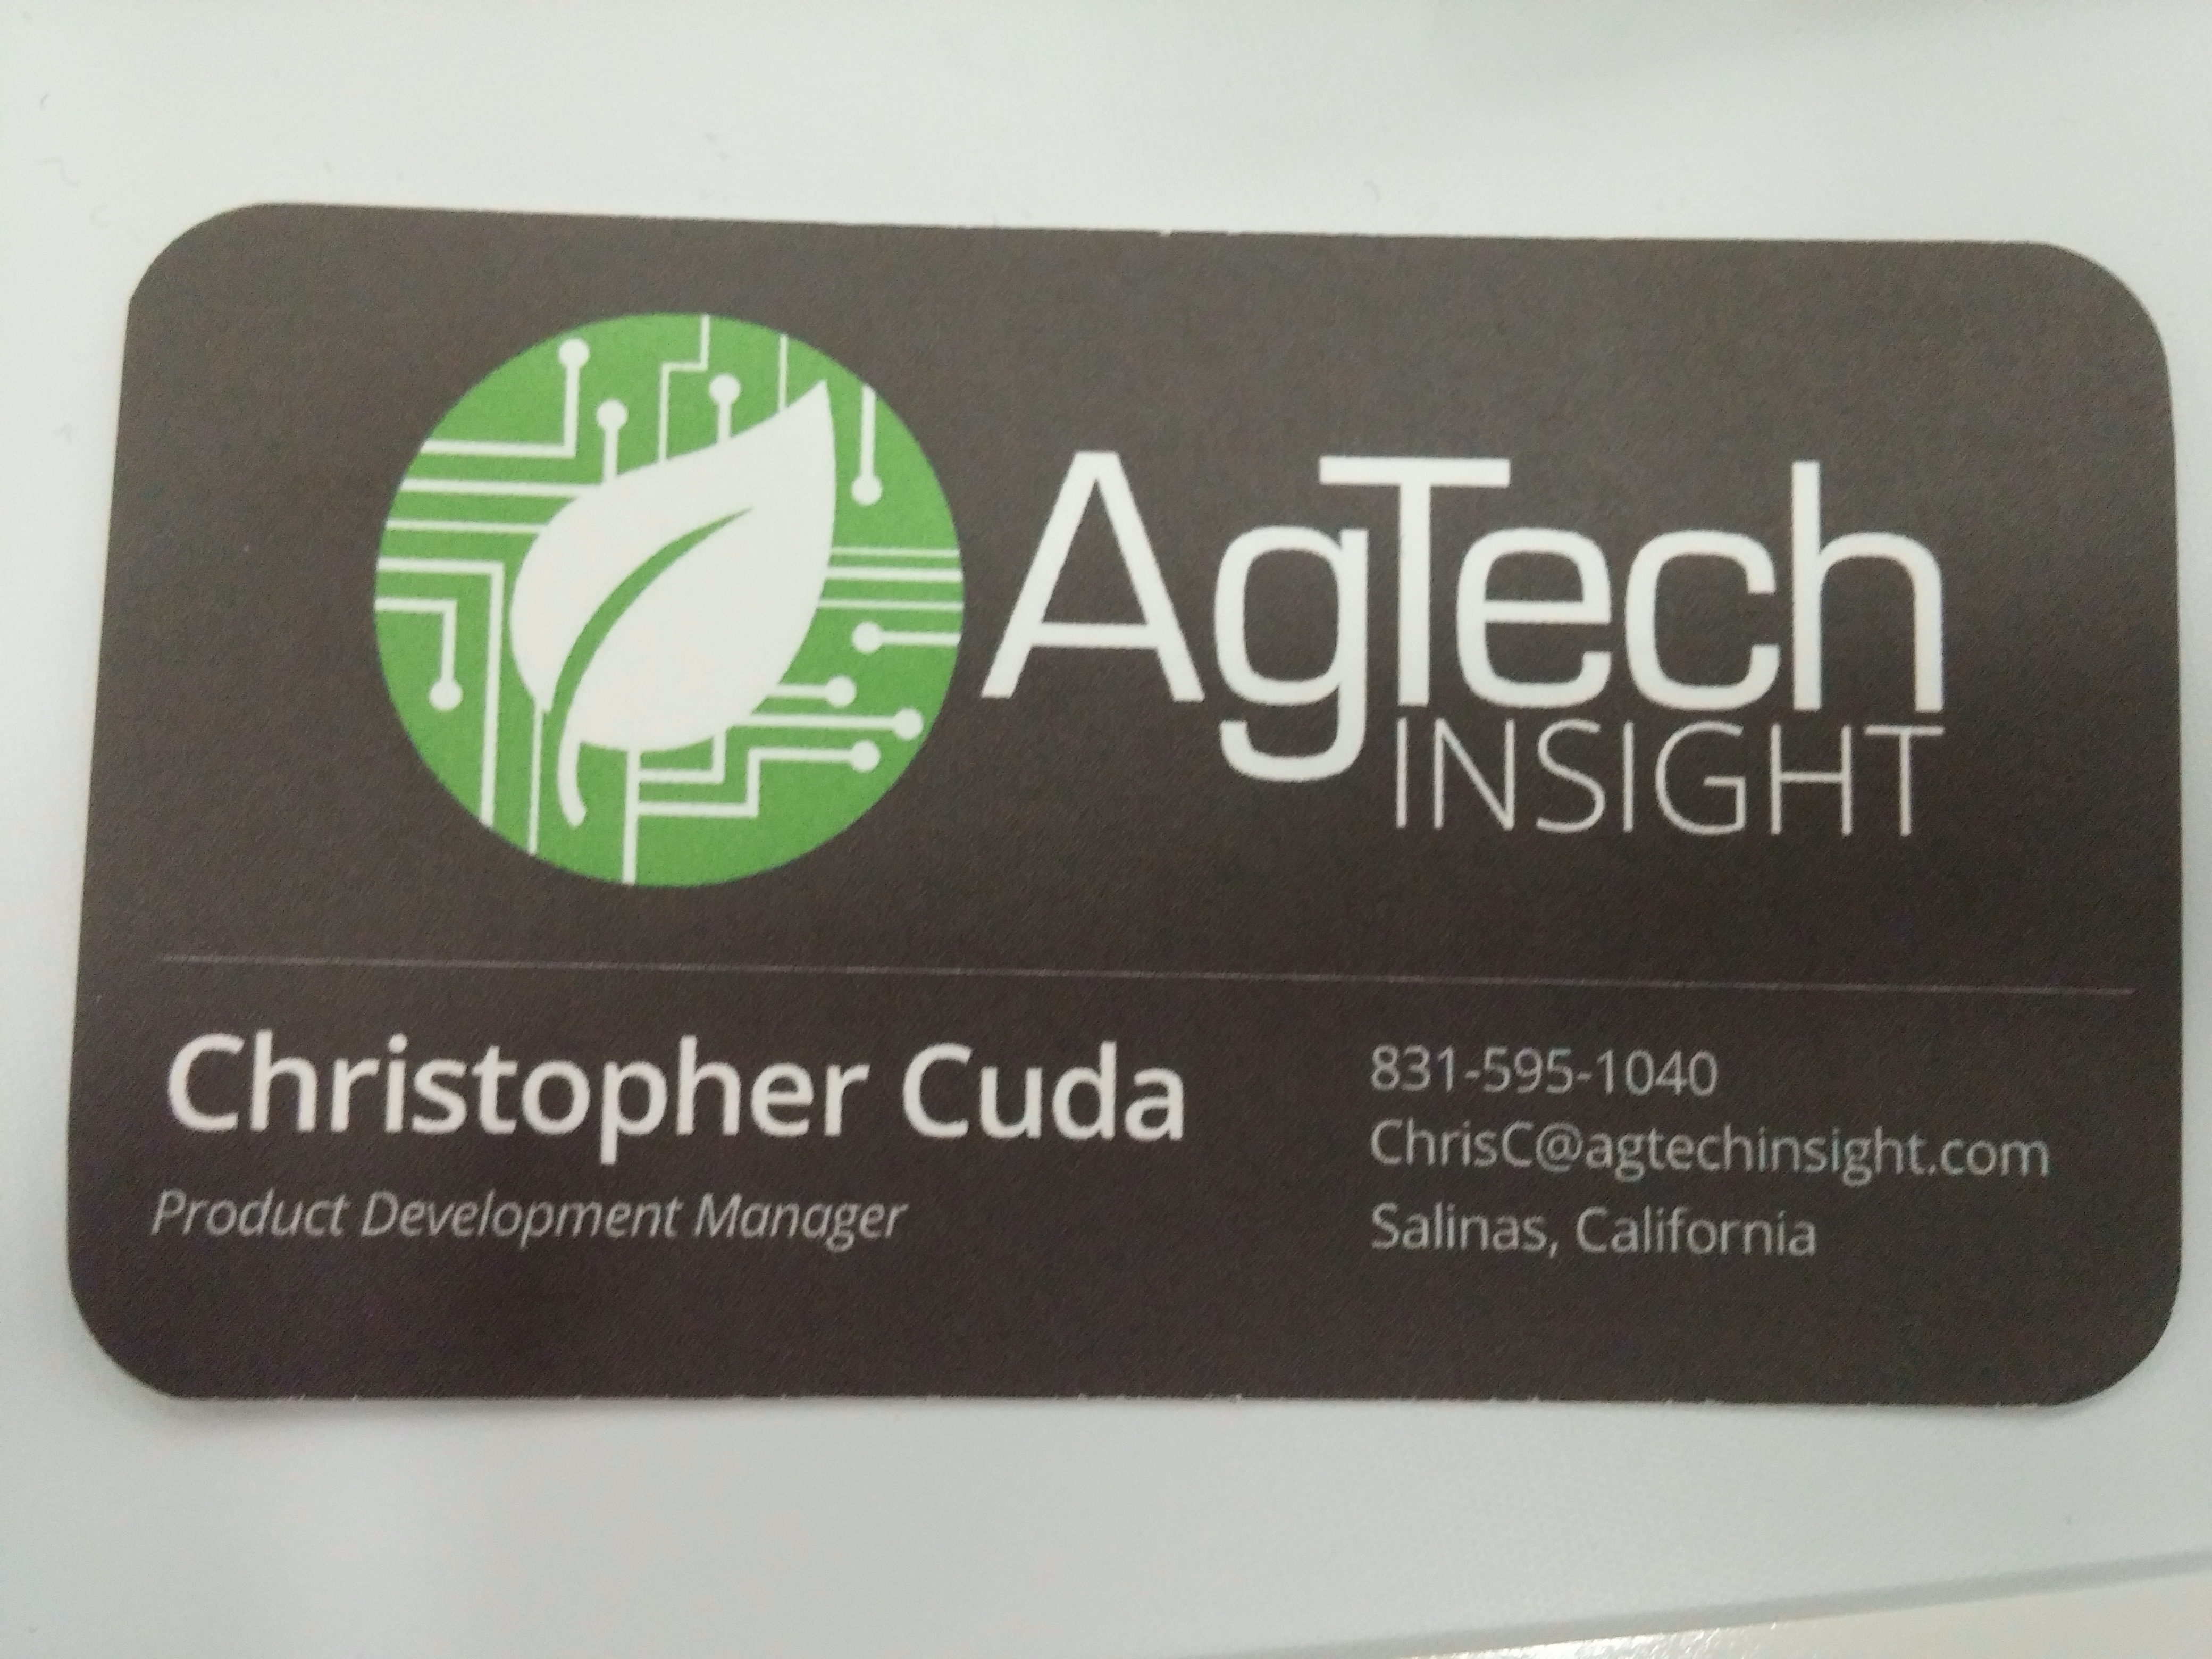 AgTech
INSIGHT
Christopher Cuda
Product Development Manager
831-595-1040
ChrisC@agtechinsight.com
Salinas, California